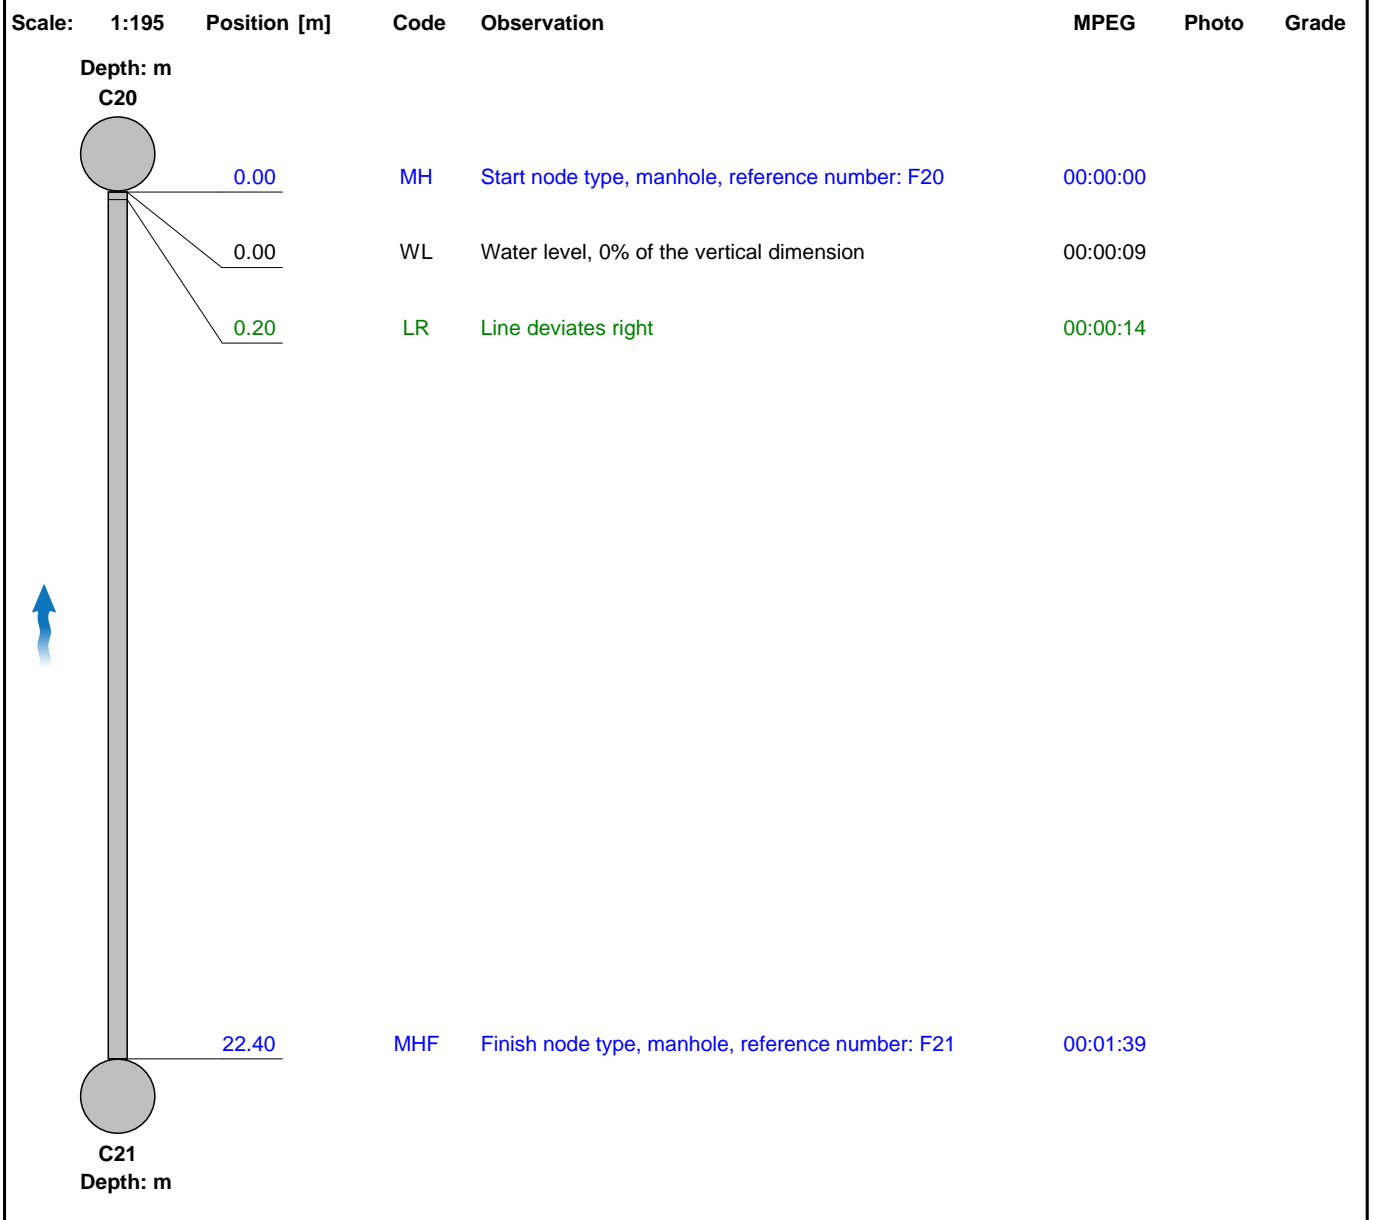 Scale: 1:195 Position [m] Code Observation MPEG Photo Grade
Depth: m
C20
0.00 MH Start node type, manhole, reference number: F20 00:00:00
0.00 WL Water level, 0% of the vertical dimension 00:00:09
0.20 LR Line deviates right 00:00:14
22.40 MHF Finish node type, manhole, reference number: F21 00:01:39
C21
Depth: m